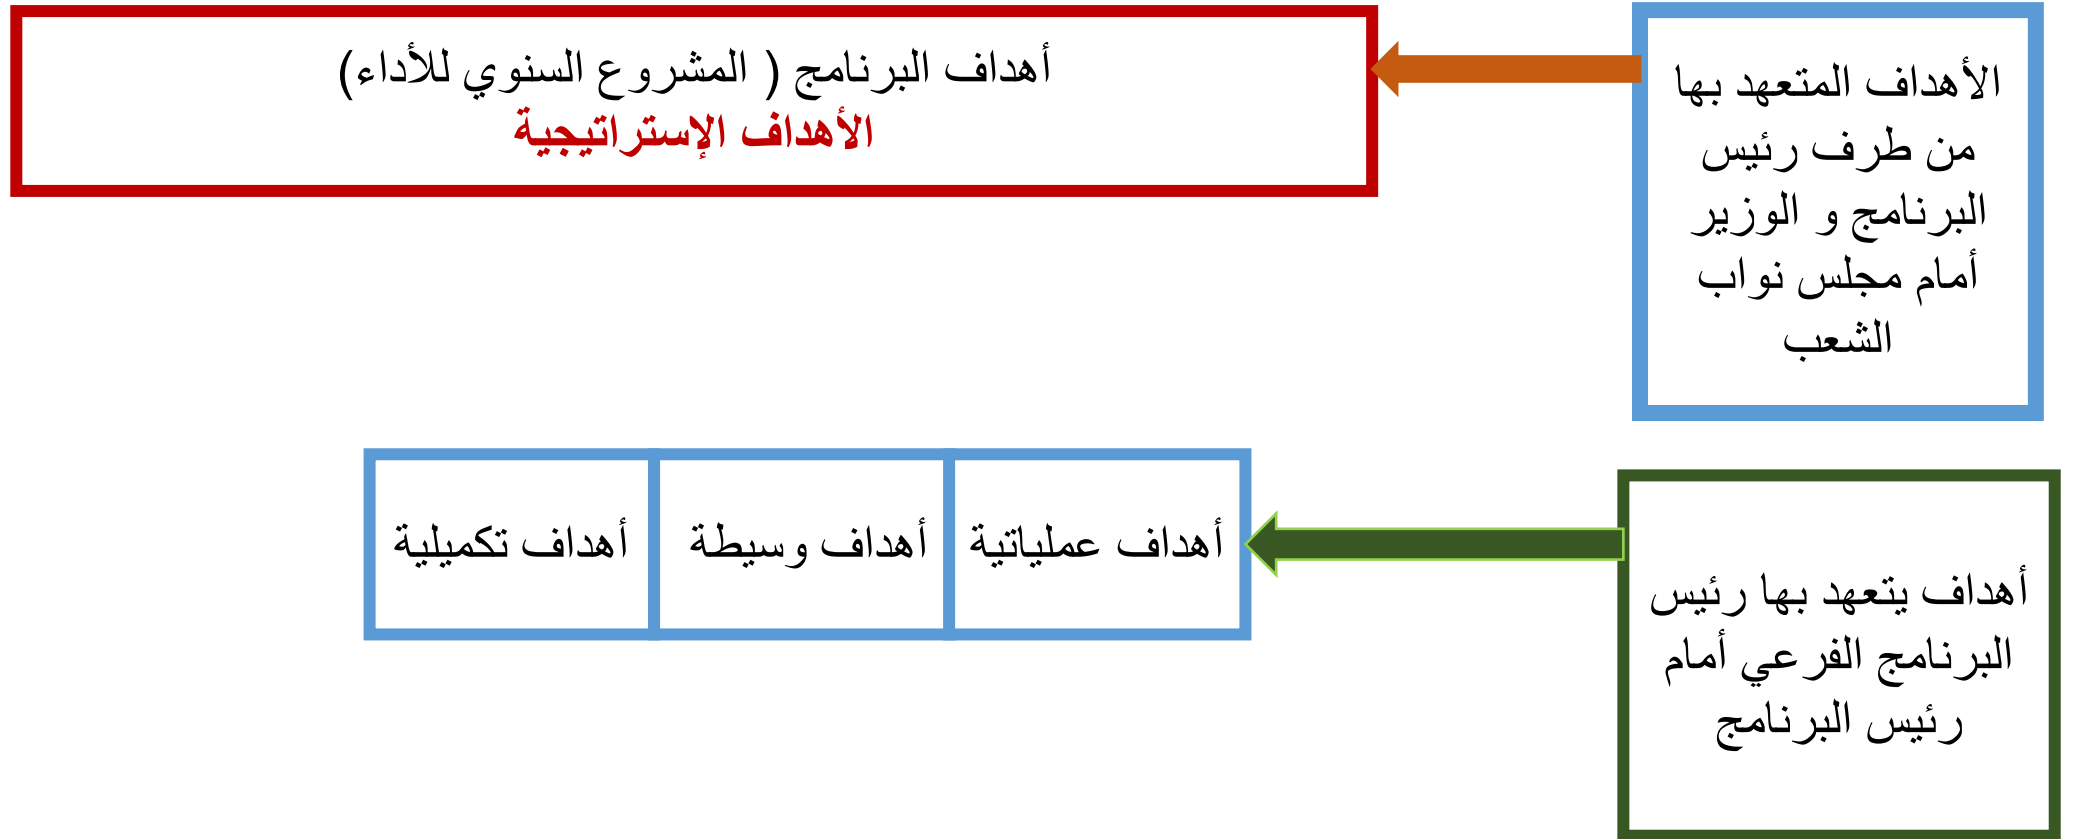 أهداف البرنامج ( المشروع السنوي للأداء)
الأهداف الإستراتيجية
الأهداف المتعهد بها
من طرف رئيس
البرنامج و الوزير
أمام مجلس نواب
الشعب
أهداف عملياتية
أهداف وسيطة
أهداف تكميلية
أهداف يتعهد بها رئيس
البرنامج الفرعي أمام
رئيس البرنامج